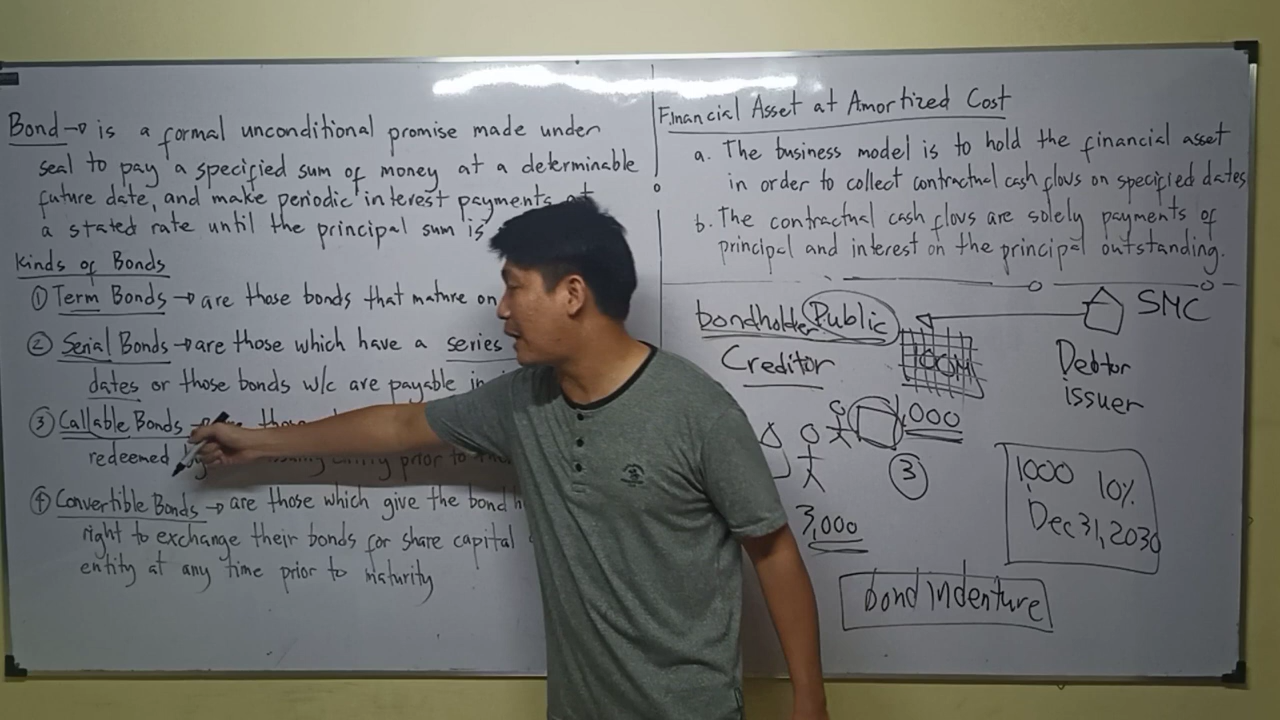 Bond → is a formal unconditional promise made under
seal to pay a specified sum of money at a determinable
future date, and make periodic interest payments at
a stated rate until the principal sum is
Kinds of Bonds
① Term Bonds → are those bonds that mature on
② Serial Bonds → are those which have a series
dates or those bonds w/c are payable in
③ Callable Bonds → are those
redeemed by issuing entity prior to
④ Convertible Bonds → are those which give the bond
right to exchange their bonds for share capital
entity at any time prior to maturity
Financial Asset at Amortized Cost
a. The business model is to hold the financial asset
in order to collect contractual cash flows on specified dates
b. The contractual cash flows are solely payments of
principal and interest on the principal outstanding.
bondholder Public
SMC
Creditor
100M
Debtor
issuer
1,000
③
3,000
1000 10%
Dec 31, 2030
bond indenture